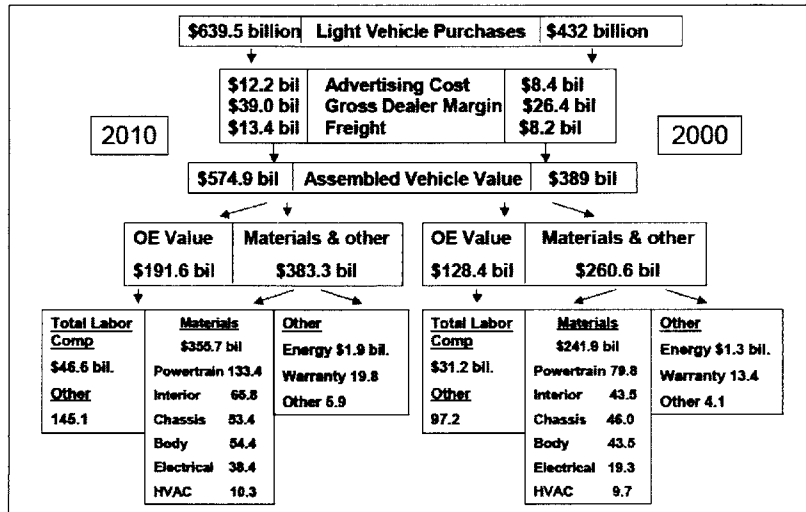 $639.5 billion Light Vehicle Purchases $432 billion
$12.2 bil Advertising Cost $8.4 bil
$39.0 bil Gross Dealer Margin $26.4 bil
$13.4 bil Freight $8.2 bil
2010
2000
$574.9 bil Assembled Vehicle Value $389 bil
OE Value
$191.6 bil
Materials & other
$383.3 bil
OE Value
$128.4 bil
Materials & other
$260.6 bil
Total Labor
Comp
$46.6 bil.
Other
145.1
Materials
$355.7 bil
Powertrain 133.4
Interior 65.8
Chassis 53.4
Body 54.4
Electrical 38.4
HVAC 10.3
Other
Energy $1.9 bil.
Warranty 19.8
Other 5.9
Total Labor
Comp
$31.2 bil.
Other
97.2
Materials
$241.9 bil
Powertrain 79.8
Interior 43.5
Chassis 46.0
Body 43.5
Electrical 19.3
HVAC 9.7
Other
Energy $1.3 bil.
Warranty 13.4
Other 4.1